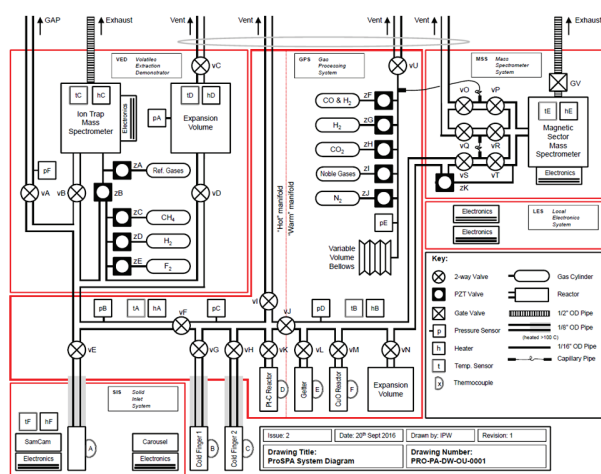 GAP
Exhaust
Vent
Vent
Vent
Vent
Exhaust
VED Volatiles
Extraction
Demonstrator
vC
GPS Gas
Processing
System
vU
MSS Mass
Spectrometer
System
tC
hC
Ion Trap
Mass
Spectrometer
Electronics
pA
tD
hD
Expansion
Volume
zF
CO & H2
zG
H2
zH
CO2
zI
Noble Gases
zJ
N2
pE
Variable
Volume
Bellows
vO
vP
vQ
vR
vS
vT
zK
GV
tE
hE
Magnetic
Sector
Mass
Spectrometer
Electronics
pF
vA
vB
zA
Ref. Gases
zB
vD
zC
CH4
zD
H2
zE
F2
"Hot" manifold
"Warm" manifold
Electronics
Electronics
LES Local
Electronics
System
pB
tA
hA
vF
pC
vI
vJ
pD
tB
hB
vE
vG
vH
vK
vL
vM
vN
Pt-C Reactor
D
Getter
E
CuO Reactor
F
Expansion
Volume
SIS Solid
Inlet
System
tF
hF
SamCam
Electronics
A
Carousel
Electronics
Cold Finger 1
B
Cold Finger 2
C
Key:
2-way Valve
Gas Cylinder
PZT Valve
Reactor
Gate Valve
1/2" OD Pipe
p
Pressure Sensor
1/8" OD Pipe
(heated >100 C)
h
Heater
1/16" OD Pipe
t
Temp. Sensor
Capillary Pipe
x
Thermocouple
Issue: 2
Date: 20th Sept 2016
Drawn by: IPW
Revision: 1
Drawing Title:
ProSPA System Diagram
Drawing Number:
PRO-PA-DW-OU-0001